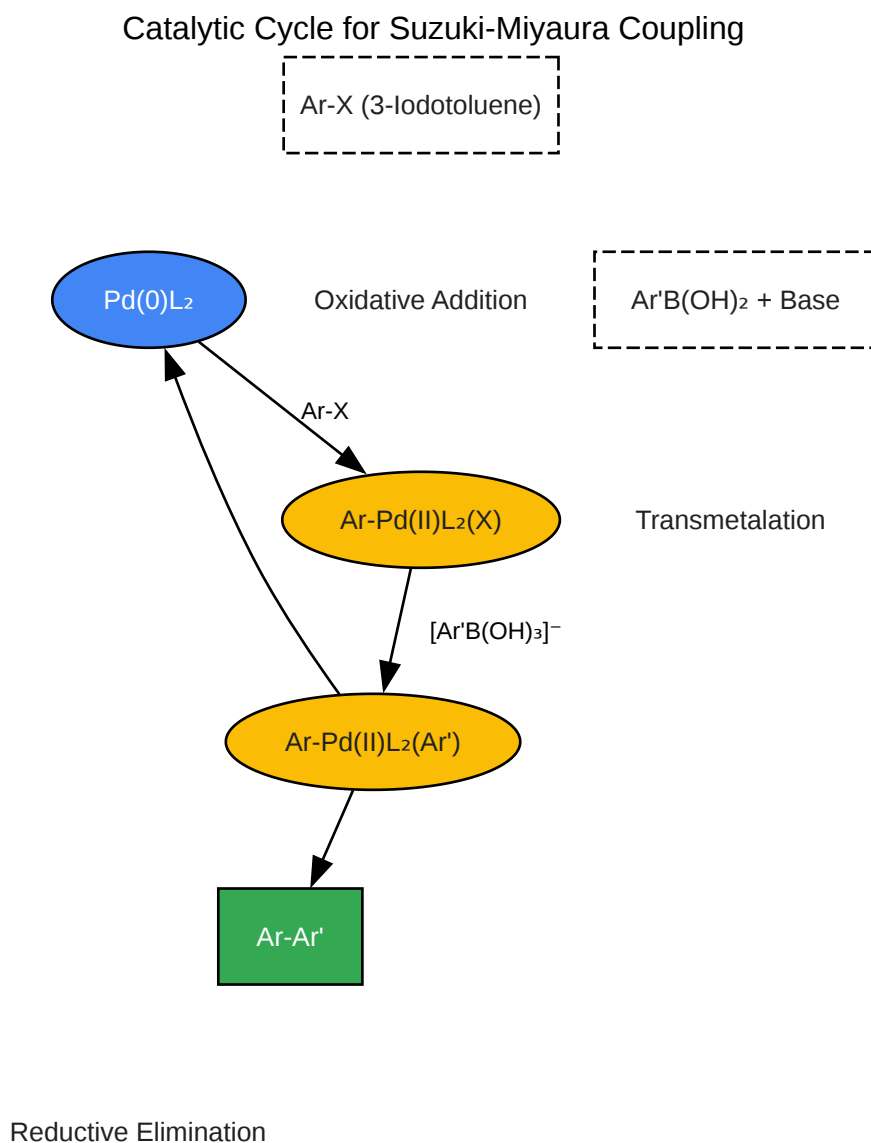 Catalytic Cycle for Suzuki-Miyaura Coupling
Ar-X (3-Iodotoluene)
Pd(0)L₂
Oxidative Addition
Ar'B(OH)₂ + Base
Ar-X
Ar-Pd(II)L₂(X)
Transmetalation
[Ar'B(OH)₃]⁻
Ar-Pd(II)L₂(Ar')
Ar-Ar'
Reductive Elimination